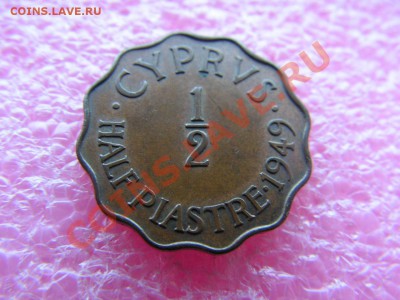 COINS.LAVE.RU
·CYPRVS·
1
2
HALF·PIASTRE·1949
COINS.LAVE.RU
COINS.LAVE.RU